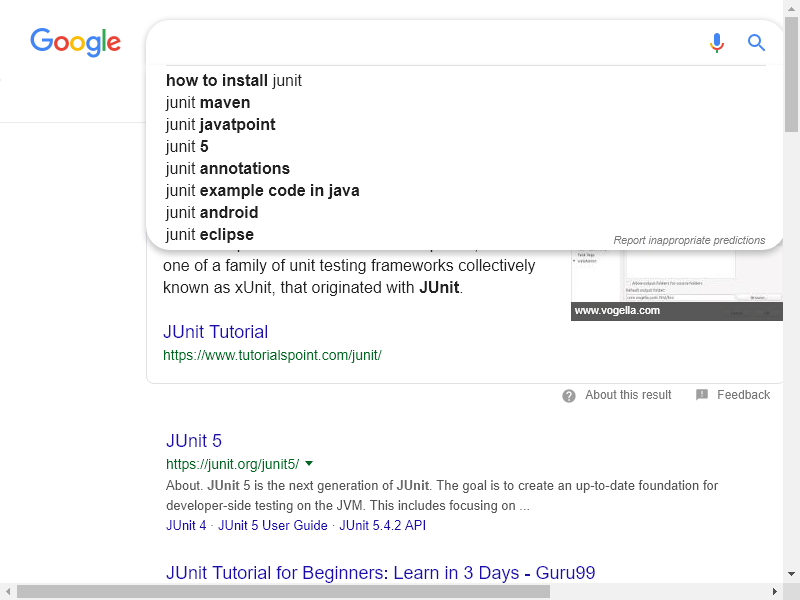 Google
how to install junit
junit maven
junit javatpoint
junit 5
junit annotations
junit example code in java
junit android
junit eclipse
Report inappropriate predictions
one of a family of unit testing frameworks collectively
known as xUnit, that originated with JUnit.
www.vogella.com
JUnit Tutorial
https://www.tutorialspoint.com/junit/
About this result
Feedback
JUnit 5
https://junit.org/junit5/
About. JUnit 5 is the next generation of JUnit. The goal is to create an up-to-date foundation for
developer-side testing on the JVM. This includes focusing on ...
JUnit 4 · JUnit 5 User Guide · JUnit 5.4.2 API
JUnit Tutorial for Beginners: Learn in 3 Days - Guru99